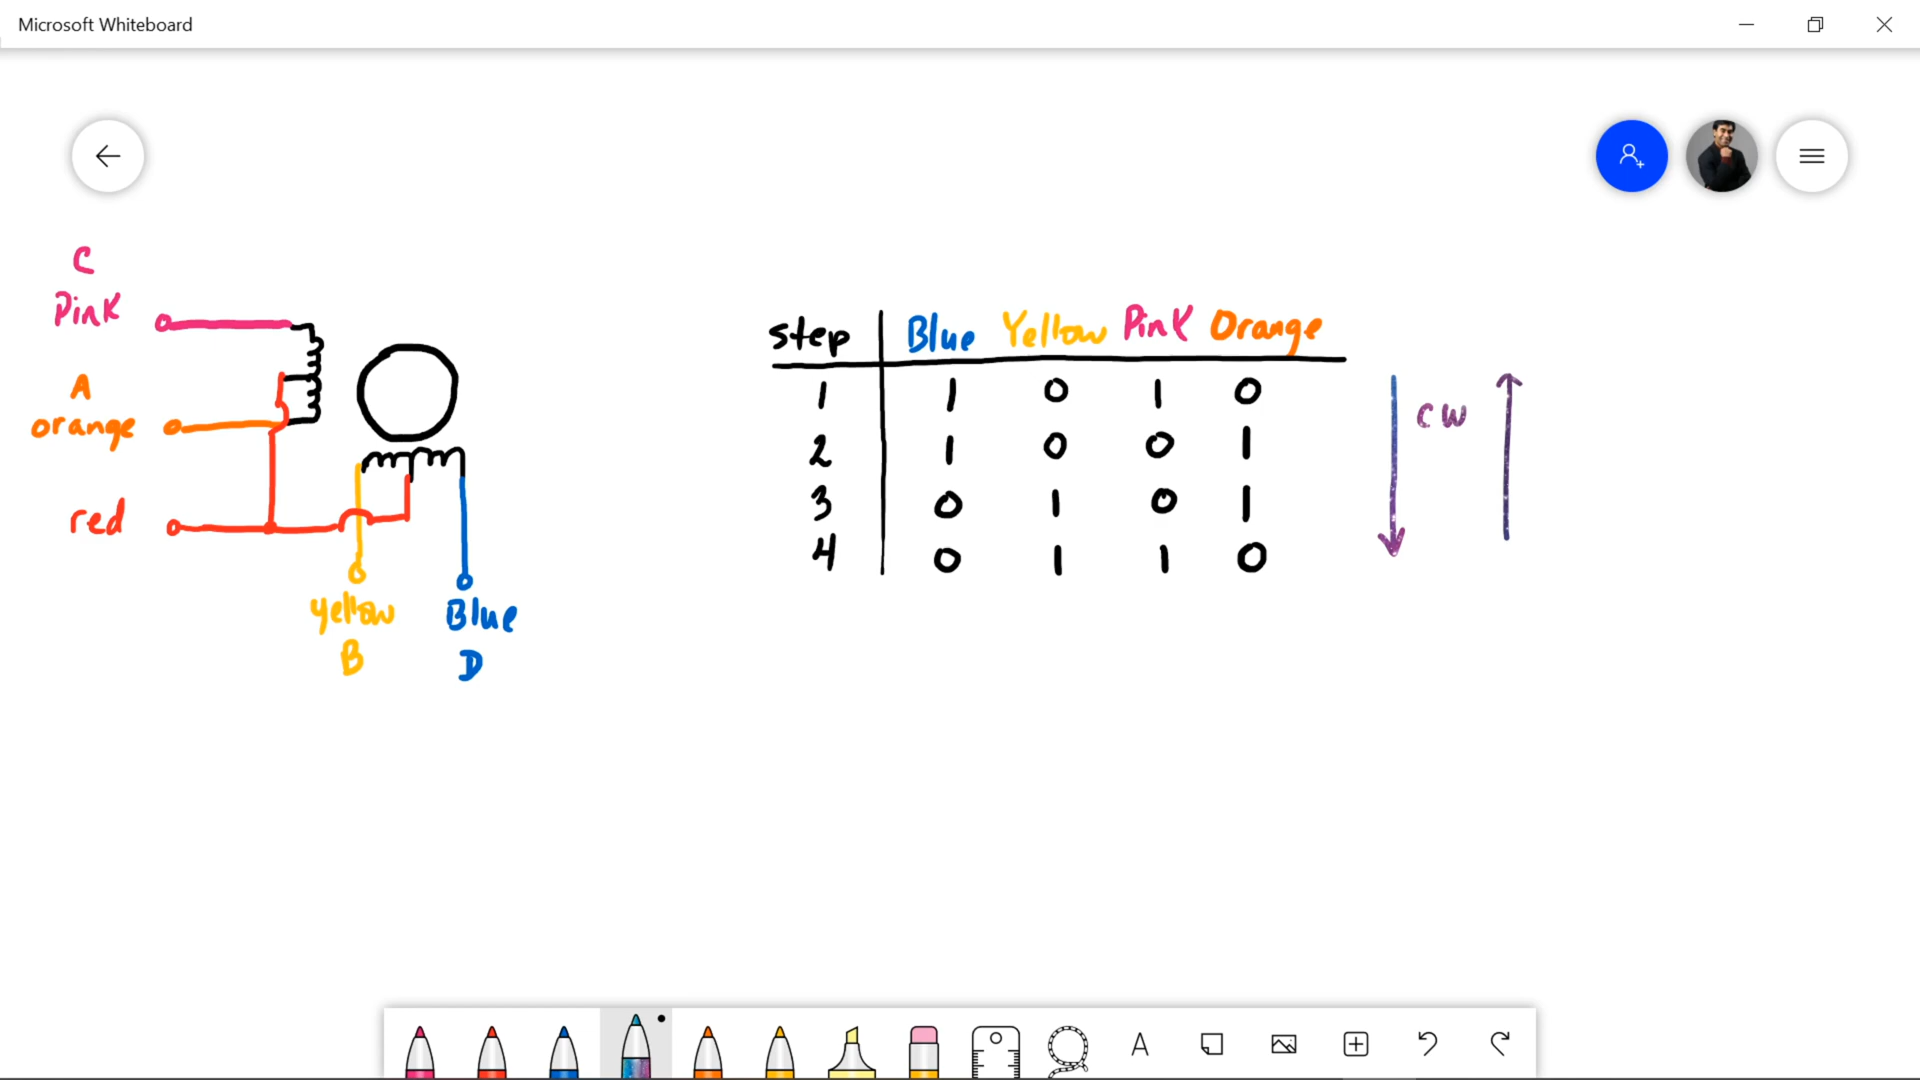 Microsoft Whiteboard
C
Pink
A
orange
red
yellow
B
Blue
D
step Blue Yellow Pink Orange
1 1 0 1 0
2 1 0 0 1
3 0 1 0 1
4 0 1 1 0
CW
A